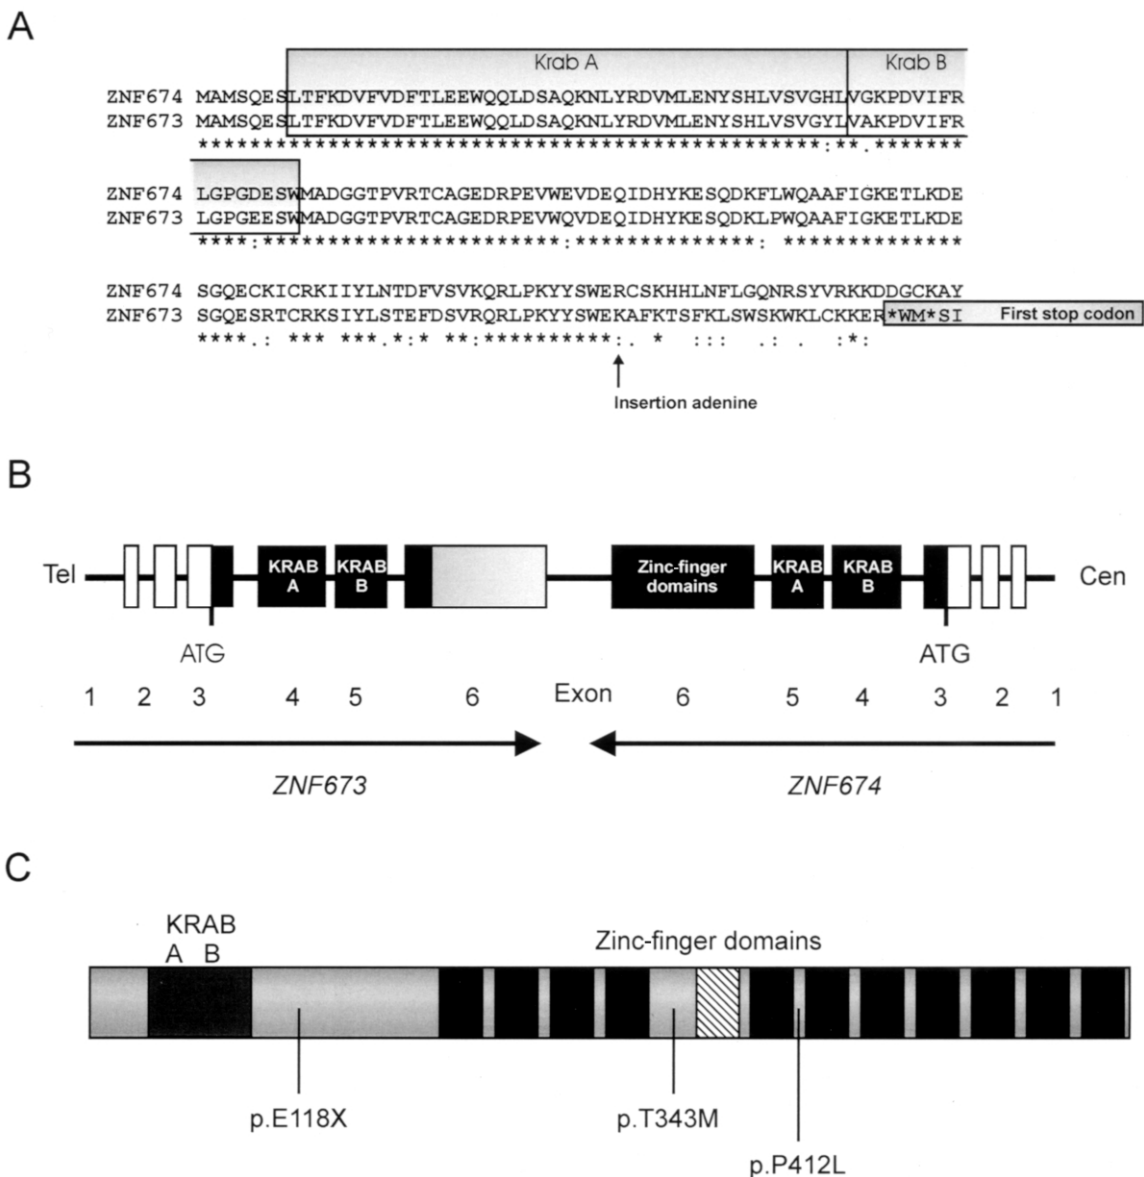 A
Krab A Krab B
ZNF674 MAMSQESLTFKDVFVDFTLEEWQQLDSAQKNLYRDVMLENYSHLVSVGHLVGKPDVIFR
ZNF673 MAMSQESLTFKDVFVDFTLEEWQQLDSAQKNLYRDVMLENYSHLVSVGYLVAKPDVIFR
************************************************:**.*******
ZNF674 LGPGDESWMADGGTPVRTCAGEDRPEVWEVDEQIDHYKESQDKFLWQAAFIGKETLKDE
ZNF673 LGPGEESWMADGGTPVRTCAGEDRPEVWQVDEQIDHYKESQDKLPWQAAFIGKETLKDE
****:***********************:**************: **************
ZNF674 SGQECKICRKIIYLNTDFVSVKQRLPKYYSWERCSKHHLNFLGQNRSYVRKKDDGCKAY
ZNF673 SGQESRTCRKSIYLSTEFDSVRQRLPKYYSWEKAFKTSFKLSWSKWKLCKKER*WM*SI First stop codon
****.: *** ***.*:* **:**********:. * ::: .: . :*:
Insertion adenine
B
Tel KRAB A KRAB B Zinc-finger domains KRAB A KRAB B Cen
ATG ATG
1 2 3 4 5 6 Exon 6 5 4 3 2 1
ZNF673 ZNF674
C
KRAB
A B Zinc-finger domains
p.E118X p.T343M
p.P412L